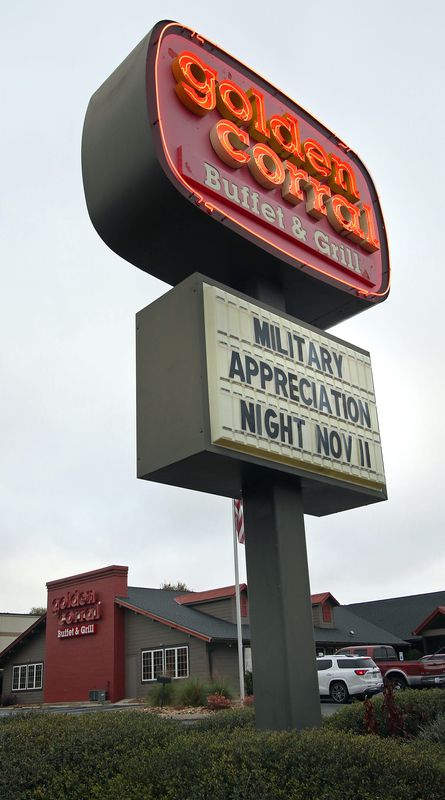 golden
corral
Buffet & Grill
MILITARY
APPRECIATION
NIGHT NOV 11
golden
corral
Buffet & Grill